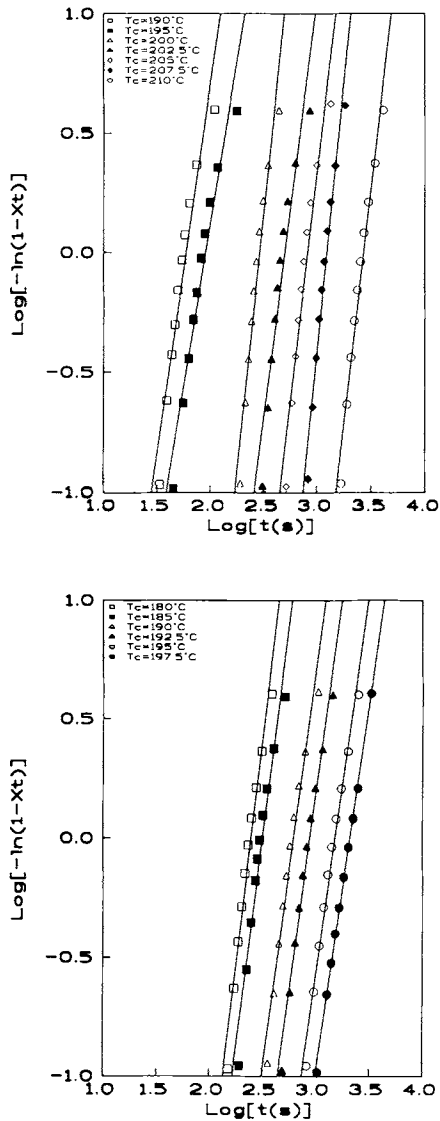 Tc=190°C
Tc=195°C
Tc=200°C
Tc=202.5°C
Tc=205°C
Tc=207.5°C
Tc=210°C
1.0
0.5
0.0
-0.5
-1.0
Log[-ln(1-Xt)]
1.0 1.5 2.0 2.5 3.0 3.5 4.0
Log[t(s)]
Tc=180°C
Tc=185°C
Tc=190°C
Tc=192.5°C
Tc=195°C
Tc=197.5°C
1.0
0.5
0.0
-0.5
-1.0
Log[-ln(1-Xt)]
1.0 1.5 2.0 2.5 3.0 3.5 4.0
Log[t(s)]